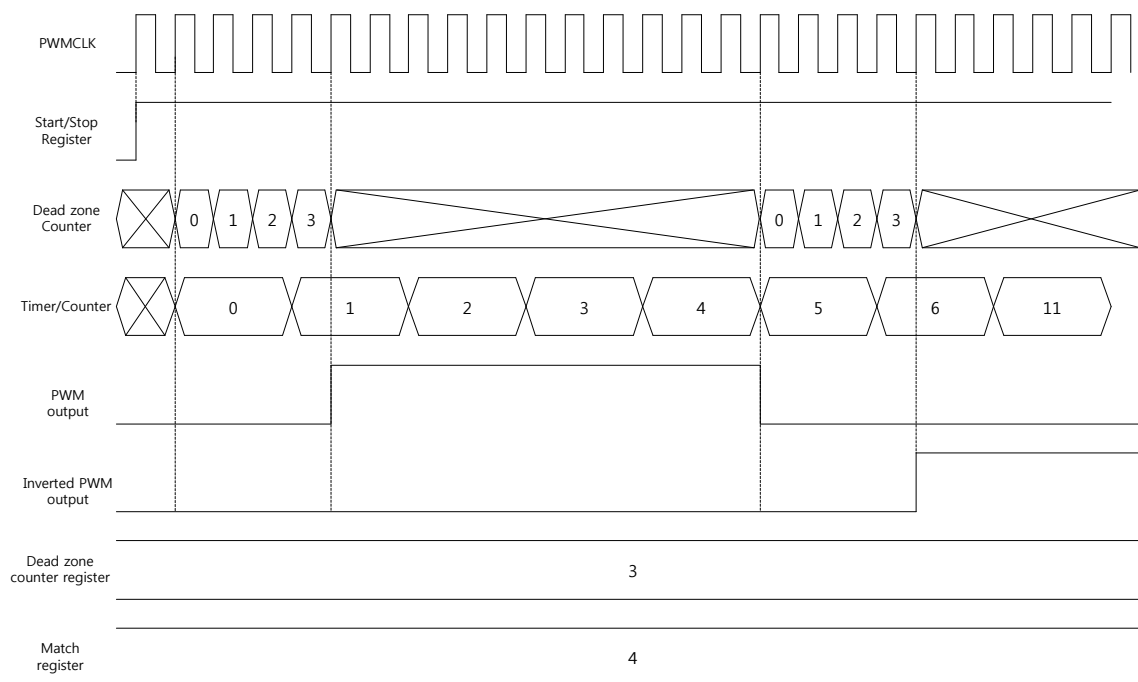 PWMCLK
Start/Stop
Register
Dead zone
Counter
0 1 2 3 0 1 2 3
Timer/Counter
0 1 2 3 4 5 6 11
PWM
output
Inverted PWM
output
Dead zone
counter register
3
Match
register
4